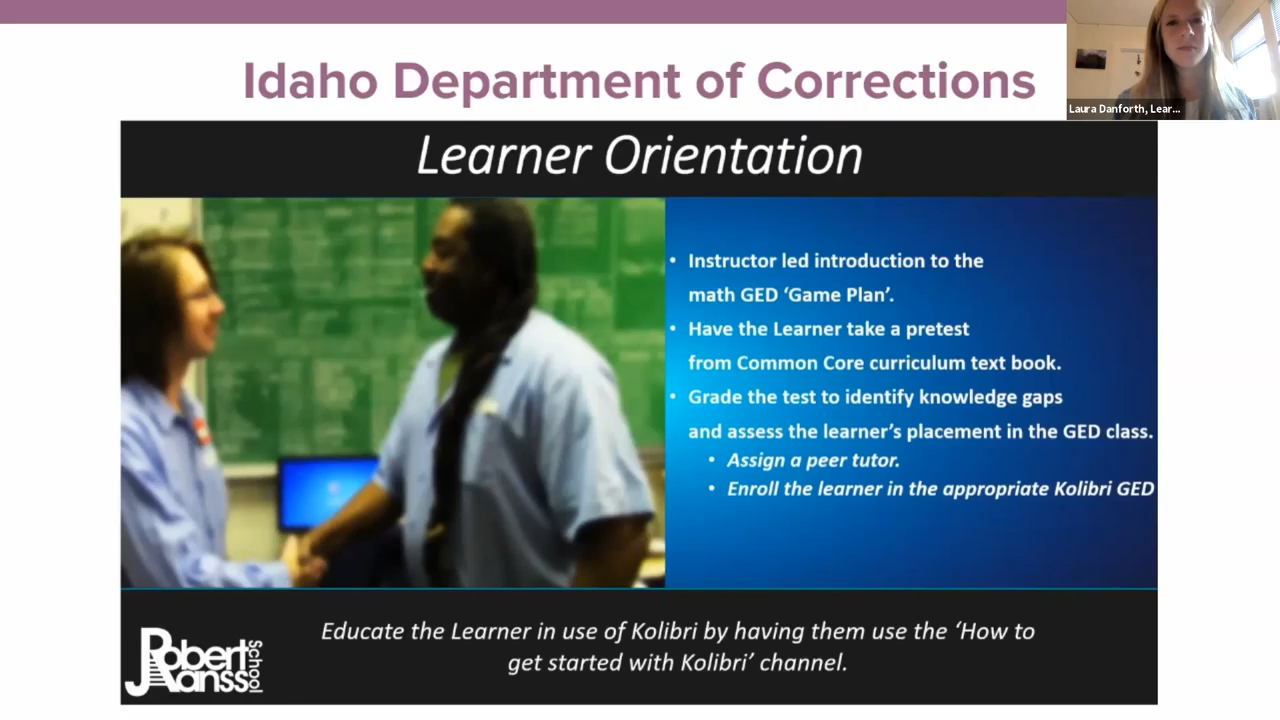 Idaho Department of Corrections
Laura Danforth, Lear...
Learner Orientation
• Instructor led introduction to the
math GED ‘Game Plan’.
• Have the Learner take a pretest
from Common Core curriculum text book.
• Grade the test to identify knowledge gaps
and assess the learner’s placement in the GED class.
• Assign a peer tutor.
• Enroll the learner in the appropriate Kolibri GED
Educate the Learner in use of Kolibri by having them use the ‘How to
get started with Kolibri’ channel.
Robert
Janss
School